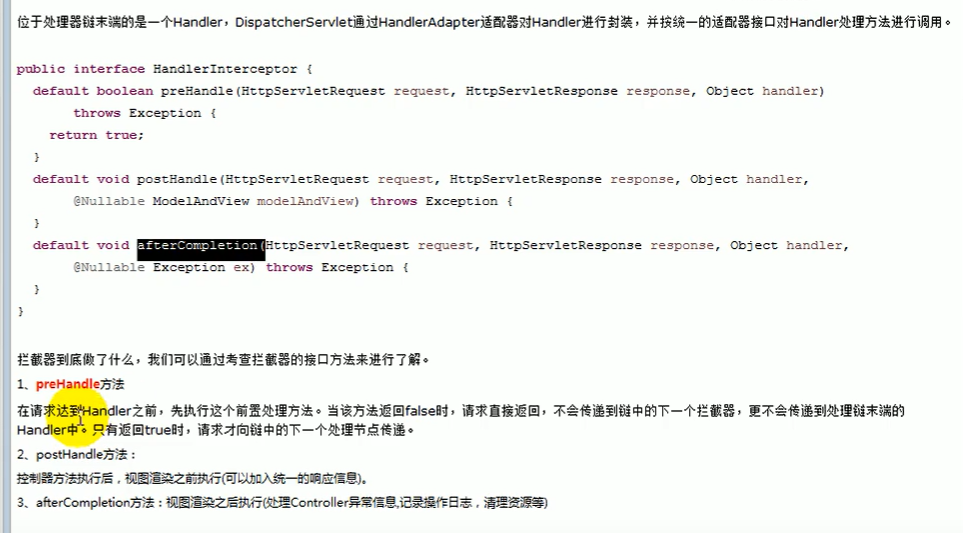 位于处理器链末端的是一个Handler，DispatcherServlet通过HandlerAdapter适配器对Handler进行封装，并按统一的适配器接口对Handler处理方法进行调用。
public interface HandlerInterceptor {
default boolean preHandle(HttpServletRequest request, HttpServletResponse response, Object handler)
throws Exception {
return true;
}
default void postHandle(HttpServletRequest request, HttpServletResponse response, Object handler,
@Nullable ModelAndView modelAndView) throws Exception {
}
default void afterCompletion(HttpServletRequest request, HttpServletResponse response, Object handler,
@Nullable Exception ex) throws Exception {
}
}
拦截器到底做了什么，我们可以通过考查拦截器的接口方法来进行了解。
1、preHandle方法
在请求达到Handler之前，先执行这个前置处理方法。当该方法返回false时，请求直接返回，不会传递到链中的下一个拦截器，更不会传递到处理链末端的
Handler中。只有返回true时，请求才向链中的下一个处理节点传递。
2、postHandle方法：
控制器方法执行后，视图渲染之前执行(可以加入统一的响应信息)。
3、afterCompletion方法：视图渲染之后执行(处理Controller异常信息,记录操作日志，清理资源等)